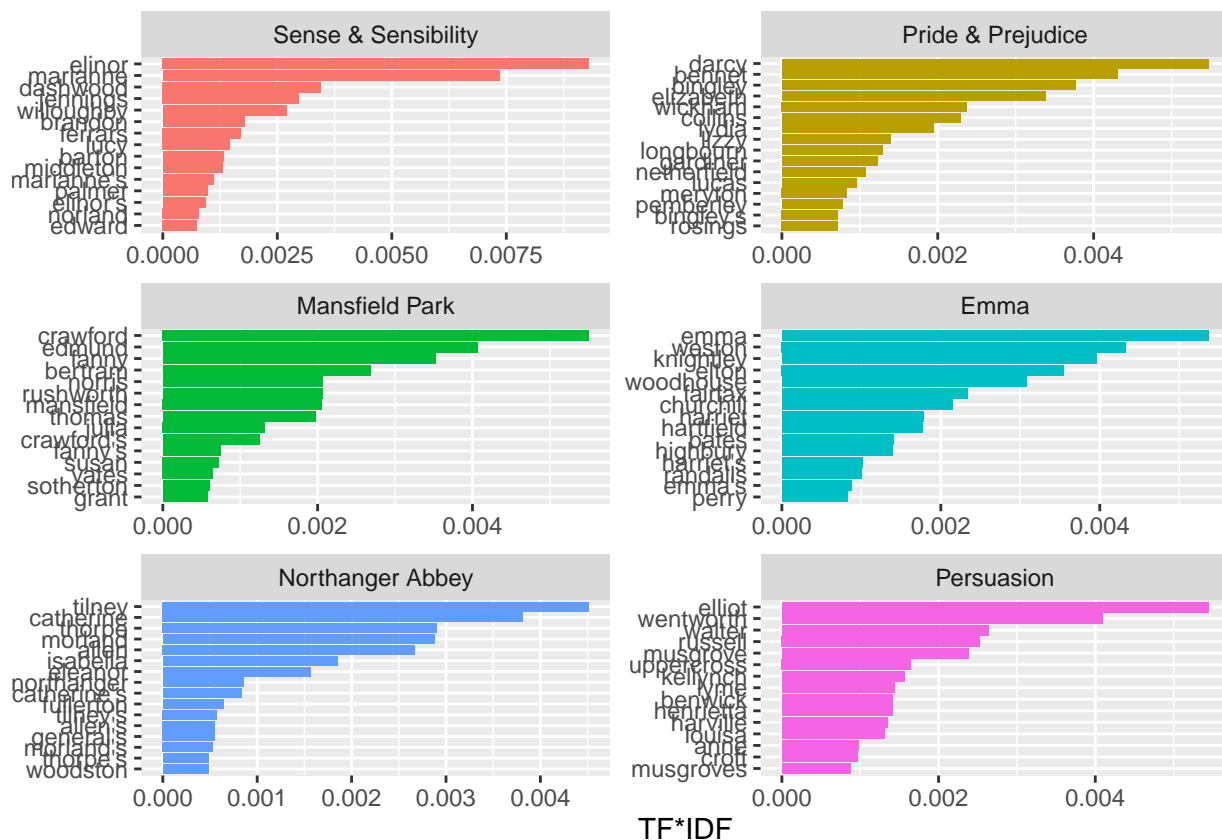 Sense & Sensibility
elinor
marianne
dashwood
jennings
willoughby
brandon
ferrars
lucy
barton
middleton
marianne's
palmer
elinor's
norland
edward
0.0000 0.0025 0.0050 0.0075
Pride & Prejudice
darcy
bennet
bingley
elizabeth
wickham
collins
lydia
lizzy
longbourn
gardiner
netherfield
lucas
meryton
pemberley
bingley's
rosings
0.000 0.002 0.004
Mansfield Park
crawford
edmund
fanny
bertram
norris
rushworth
mansfield
thomas
julia
crawford's
fanny's
susan
yates
sotherton
grant
0.000 0.002 0.004
Emma
emma
weston
knightley
elton
woodhouse
fairfax
churchill
harriet
hartfield
bates
highbury
harriet's
randalls
emma's
perry
0.000 0.002 0.004
Northanger Abbey
tilney
catherine
thorpe
morland
allen
isabella
eleanor
northanger
catherine's
fullerton
tilney's
allen's
general's
morland's
thorpe's
woodston
0.000 0.001 0.002 0.003 0.004
Persuasion
elliot
wentworth
walter
russell
musgrove
uppercross
kellynch
lyme
benwick
henrietta
harville
louisa
anne
croft
musgroves
0.000 0.002 0.004
TF*IDF